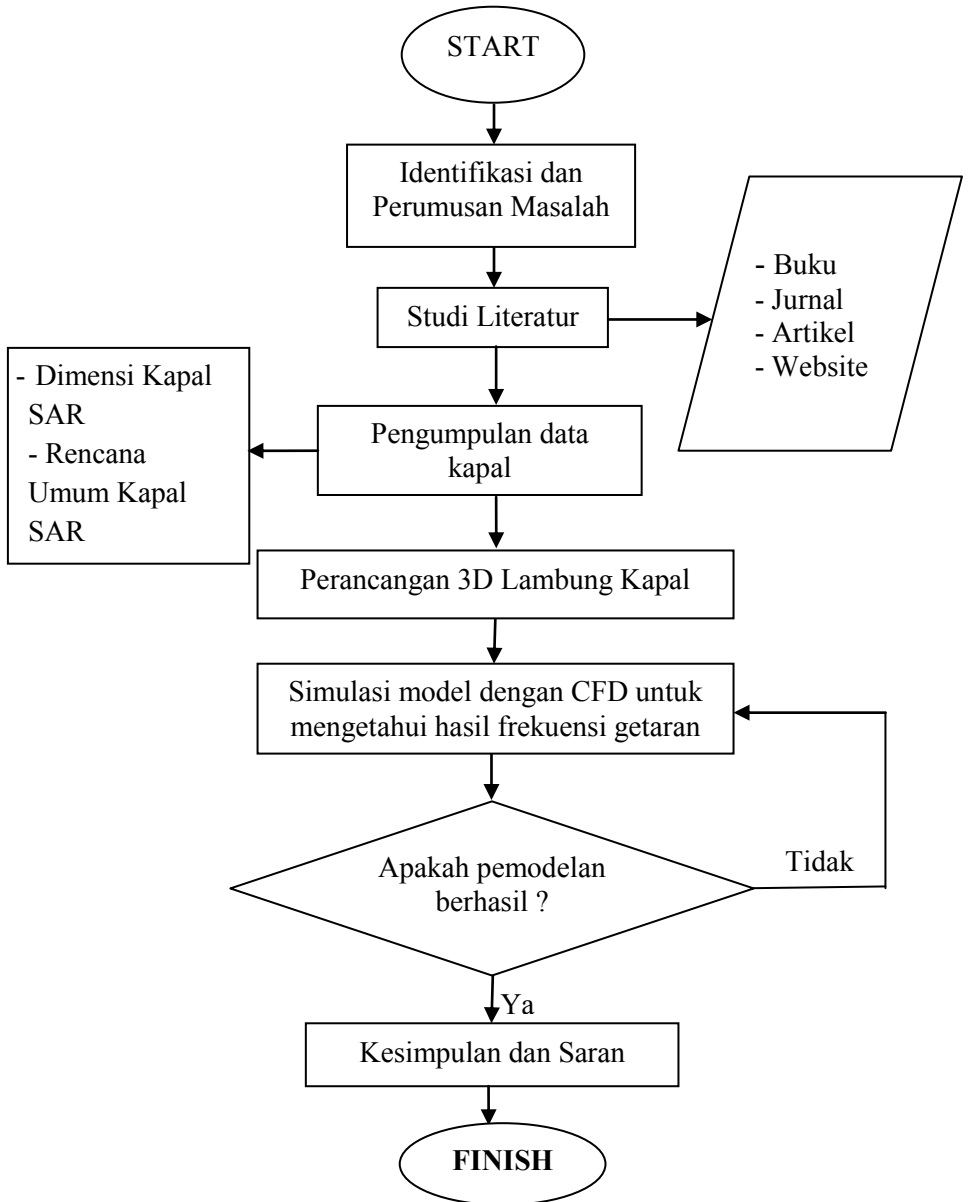 START
Identifikasi dan
Perumusan Masalah
- Buku
- Jurnal
- Artikel
- Website
Studi Literatur
- Dimensi Kapal
SAR
- Rencana
Umum Kapal
SAR
Pengumpulan data
kapal
Perancangan 3D Lambung Kapal
Simulasi model dengan CFD untuk
mengetahui hasil frekuensi getaran
Apakah pemodelan
berhasil ?
Tidak
Ya
Kesimpulan dan Saran
FINISH